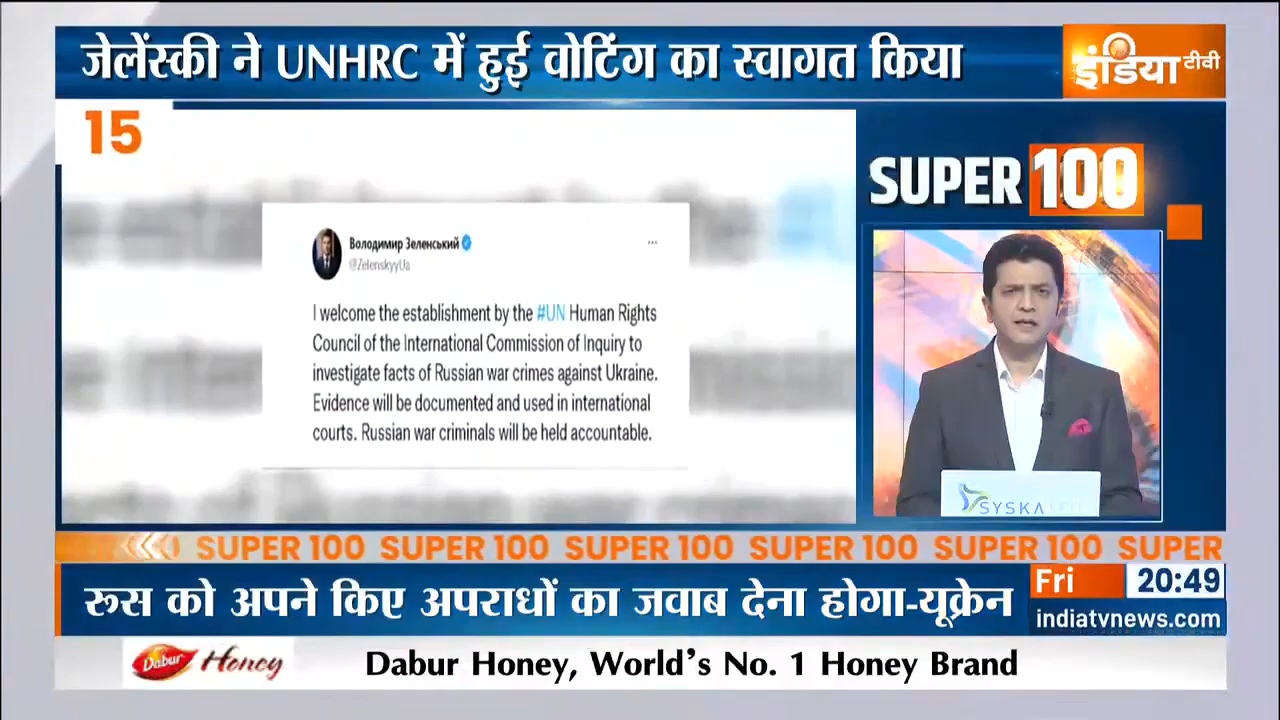 जेलेंस्की ने UNHRC में हुई वोटिंग का स्वागत किया
इंडिया टीवी
15
SUPER 100
Володимир Зеленський
@ZelenskyyUa
I welcome the establishment by the #UN Human Rights
Council of the International Commission of Inquiry to
investigate facts of Russian war crimes against Ukraine.
Evidence will be documented and used in international
courts. Russian war criminals will be held accountable.
SYSKA
SUPER 100 SUPER 100 SUPER 100 SUPER 100 SUPER 100 SUPER
रूस को अपने किए अपराधों का जवाब देना होगा-यूक्रेन
Fri 20:49
indiatvnews.com
Dabur Honey
Dabur Honey, World's No. 1 Honey Brand